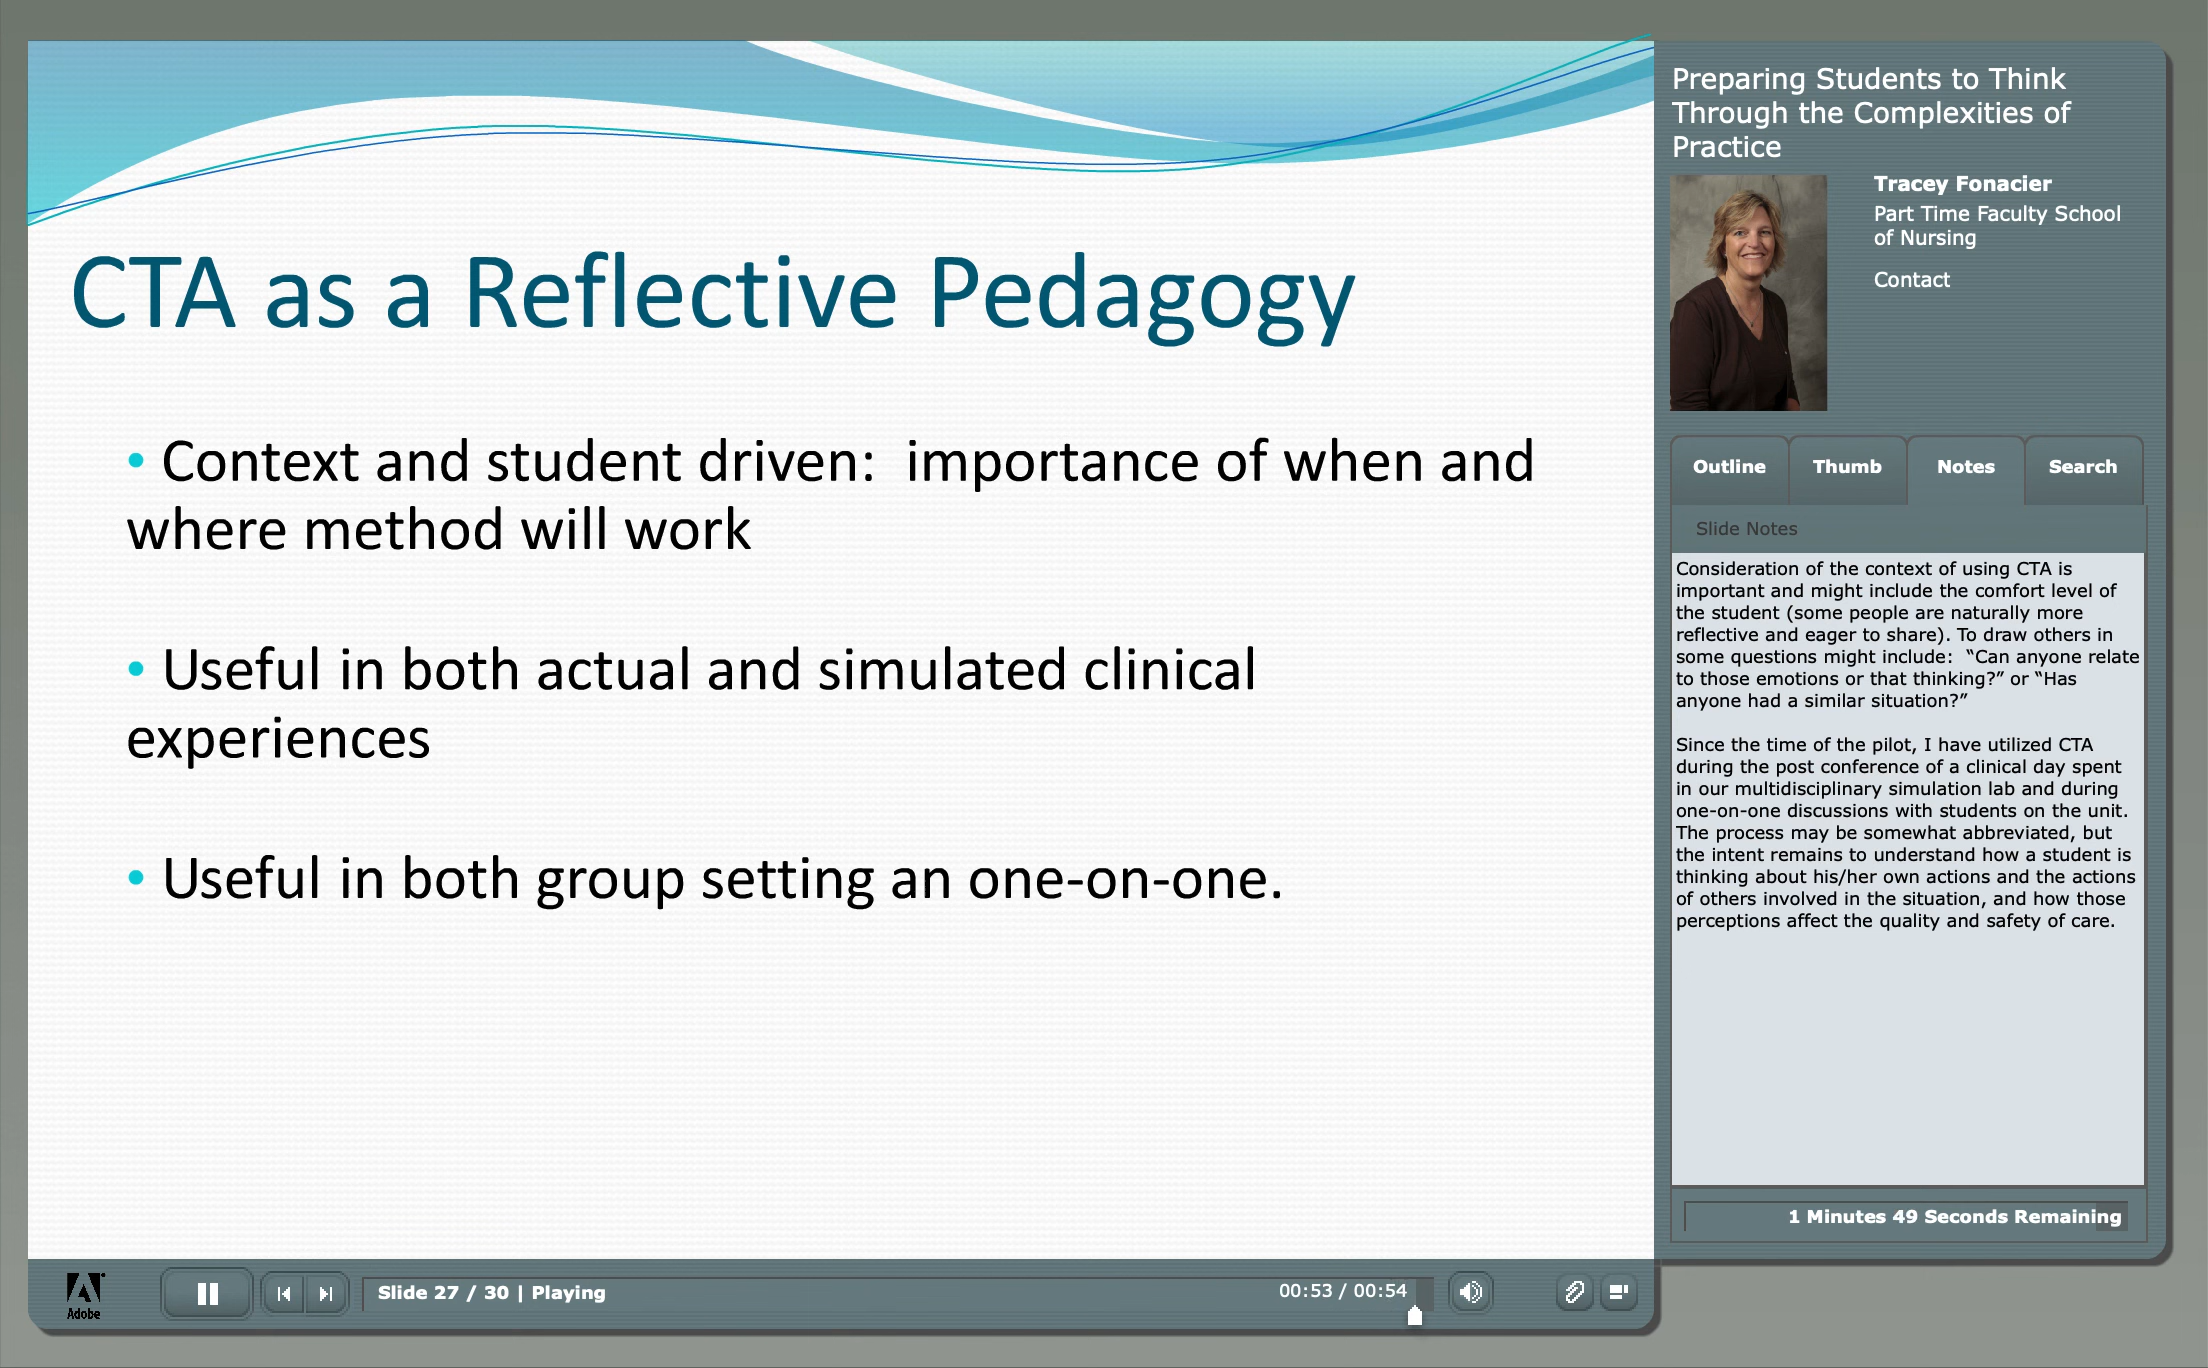 CTA as a Reflective Pedagogy
• Context and student driven:  importance of when and
where method will work
• Useful in both actual and simulated clinical
experiences
• Useful in both group setting an one-on-one.
Preparing Students to Think
Through the Complexities of
Practice
Tracey Fonacier
Part Time Faculty School
of Nursing
Contact
Outline
Thumb
Notes
Search
Slide Notes
Consideration of the context of using CTA is
important and might include the comfort level of
the student (some people are naturally more
reflective and eager to share). To draw others in
some questions might include:  “Can anyone relate
to those emotions or that thinking?” or “Has
anyone had a similar situation?”
Since the time of the pilot, I have utilized CTA
during the post conference of a clinical day spent
in our multidisciplinary simulation lab and during
one-on-one discussions with students on the unit.
The process may be somewhat abbreviated, but
the intent remains to understand how a student is
thinking about his/her own actions and the actions
of others involved in the situation, and how those
perceptions affect the quality and safety of care.
1 Minutes 49 Seconds Remaining
Adobe
Slide 27 / 30 | Playing
00:53 / 00:54